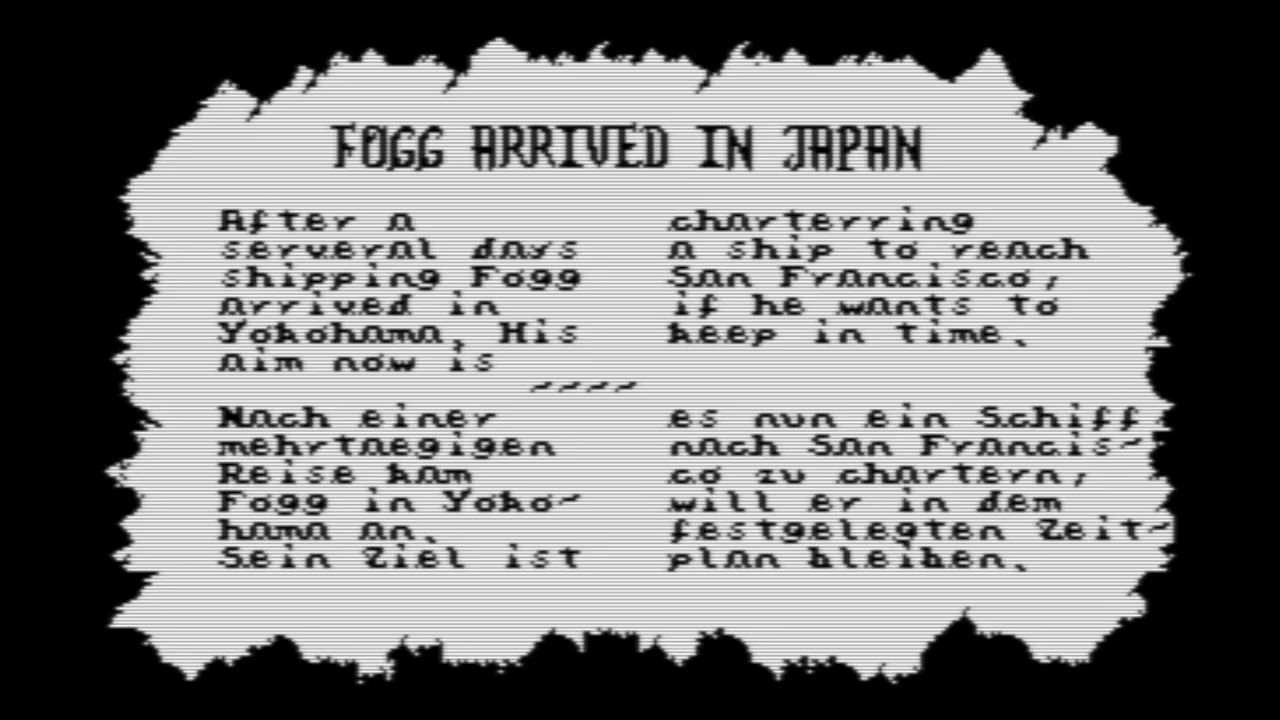 FOGG ARRIVED IN JAPAN
After a
serveral days
shipping Fogg
arrived in
Yokohama. His
aim now is
charterring
a ship to reach
San Francisco,
if he wants to
keep in time.
~~~~
Nach einer
mehrtaegigen
Reise kam
Fogg in Yoko-
hama an.
Sein Ziel ist
es nun ein Schiff
nach San Francis-
co zu chartern,
will er in dem
festgelegten Zeit-
plan bleiben.